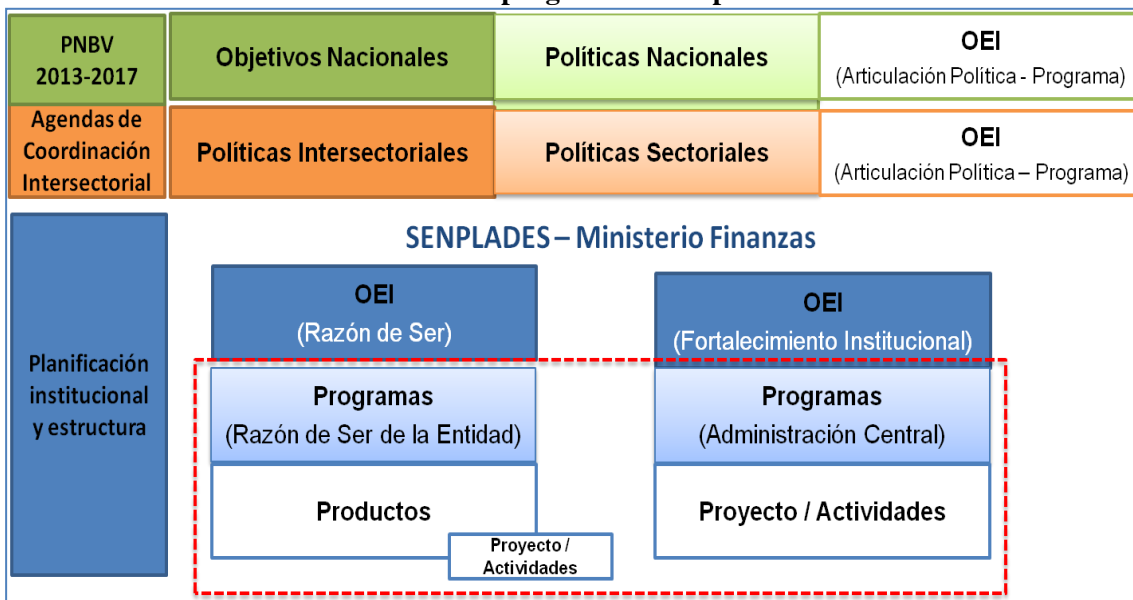 PNBV
2013-2017
Objetivos Nacionales
Políticas Nacionales
OEI
(Articulación Política - Programa)
Agendas de
Coordinación
Intersectorial
Políticas Intersectoriales
Políticas Sectoriales
OEI
(Articulación Política – Programa)
Planificación
institucional
y estructura
SENPLADES – Ministerio Finanzas
OEI
(Razón de Ser)
OEI
(Fortalecimiento Institucional)
Programas
(Razón de Ser de la Entidad)
Programas
(Administración Central)
Productos
Proyecto /
Actividades
Proyecto / Actividades